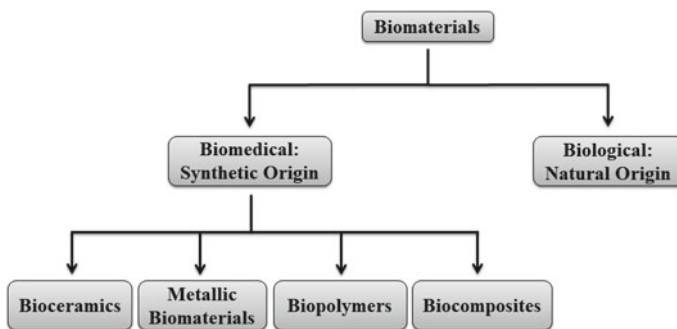 Biomaterials
Biomedical:
Synthetic Origin
Biological:
Natural Origin
Bioceramics
Metallic
Biomaterials
Biopolymers
Biocomposites